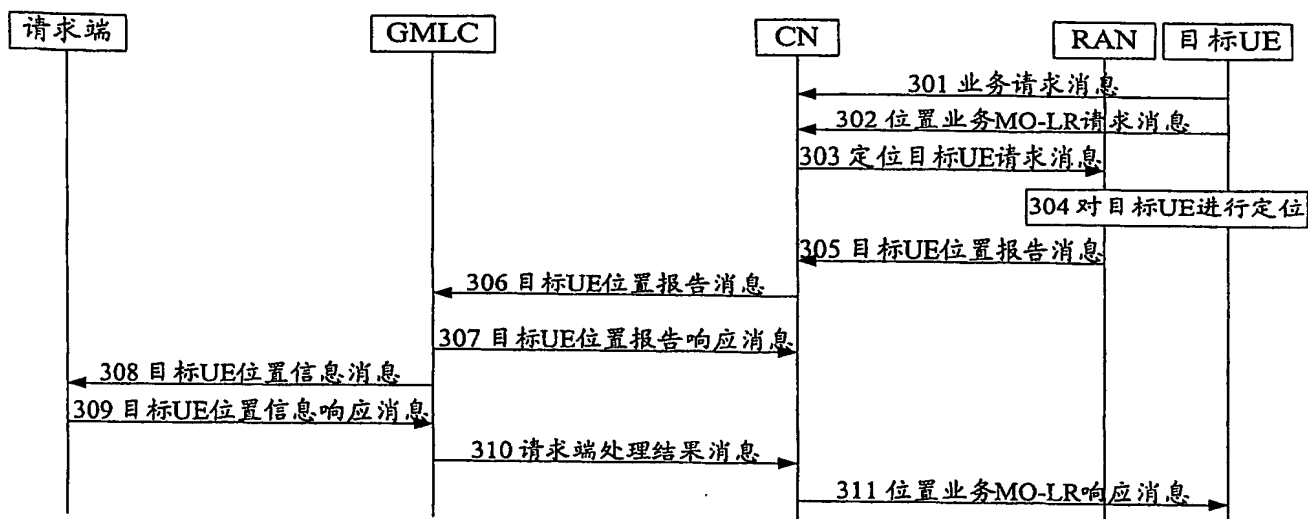 请求端
GMLC
CN
RAN
目标UE
301 业务请求消息
302 位置业务MO-LR请求消息
303 定位目标UE请求消息
304 对目标UE进行定位
305 目标UE位置报告消息
306 目标UE位置报告消息
307 目标UE位置报告响应消息
308 目标UE位置信息消息
309 目标UE位置信息响应消息
310 请求端处理结果消息
311 位置业务MO-LR响应消息